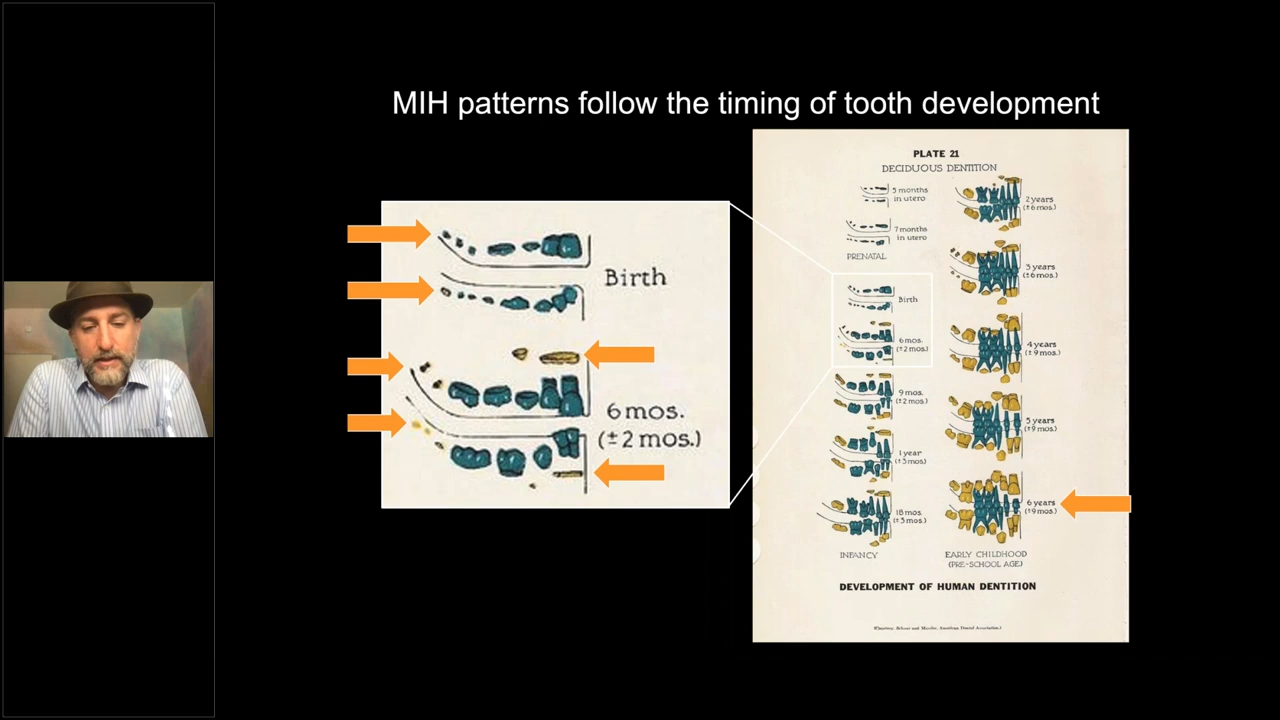 MIH patterns follow the timing of tooth development
Birth
6 mos.
(± 2 mos.)
PLATE 21
DECIDUOUS DENTITION
5 months
in utero
7 months
in utero
PRENATAL
Birth
6 mos.
(±2 mos.)
9 mos.
(±2 mos.)
1 year
(±3 mos.)
18 mos.
(±3 mos.)
INFANCY
2 years
(±6 mos.)
3 years
(±6 mos.)
4 years
(±9 mos.)
5 years
(±9 mos.)
6 years
(±9 mos.)
EARLY CHILDHOOD
(PRE-SCHOOL AGE)
DEVELOPMENT OF HUMAN DENTITION
American Dental Association.)